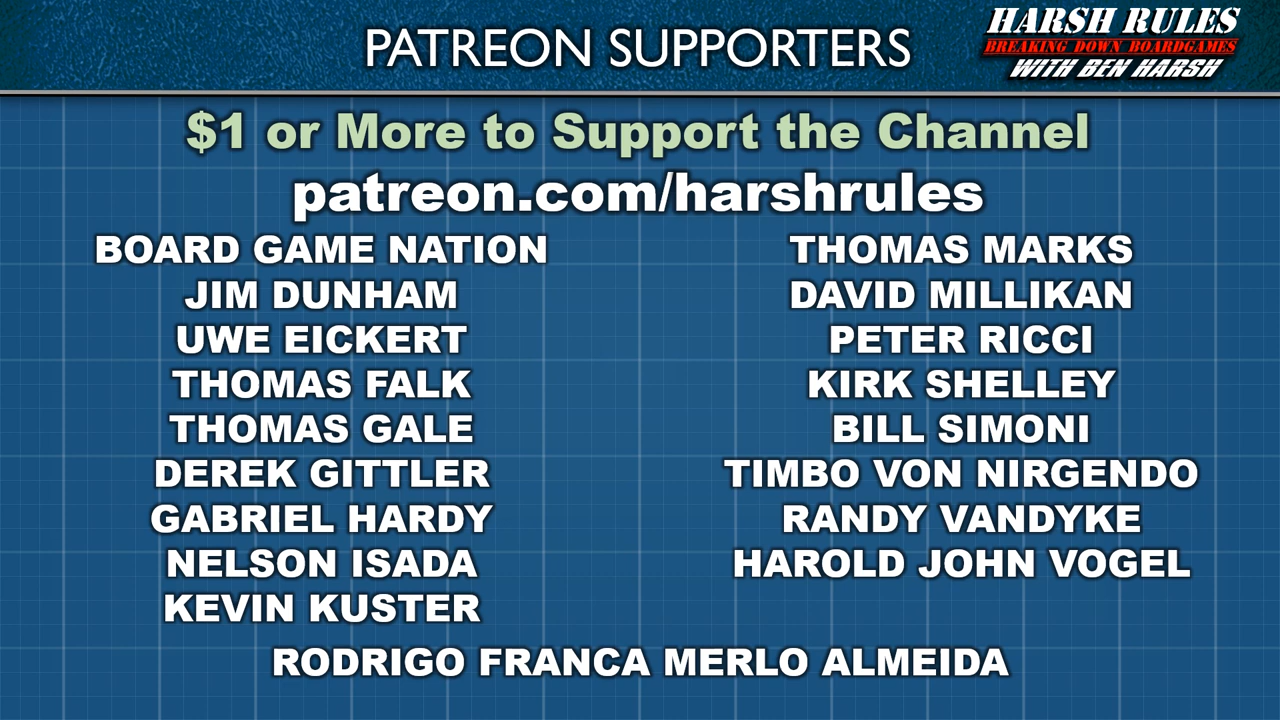 PATREON SUPPORTERS
HARSH RULES
BREAKING DOWN BOARDGAMES
WITH BEN HARSH
$1 or More to Support the Channel
patreon.com/harshrules
BOARD GAME NATION
JIM DUNHAM
UWE EICKERT
THOMAS FALK
THOMAS GALE
DEREK GITTLER
GABRIEL HARDY
NELSON ISADA
KEVIN KUSTER
THOMAS MARKS
DAVID MILLIKAN
PETER RICCI
KIRK SHELLEY
BILL SIMONI
TIMBO VON NIRGENDO
RANDY VANDYKE
HAROLD JOHN VOGEL
RODRIGO FRANCA MERLO ALMEIDA